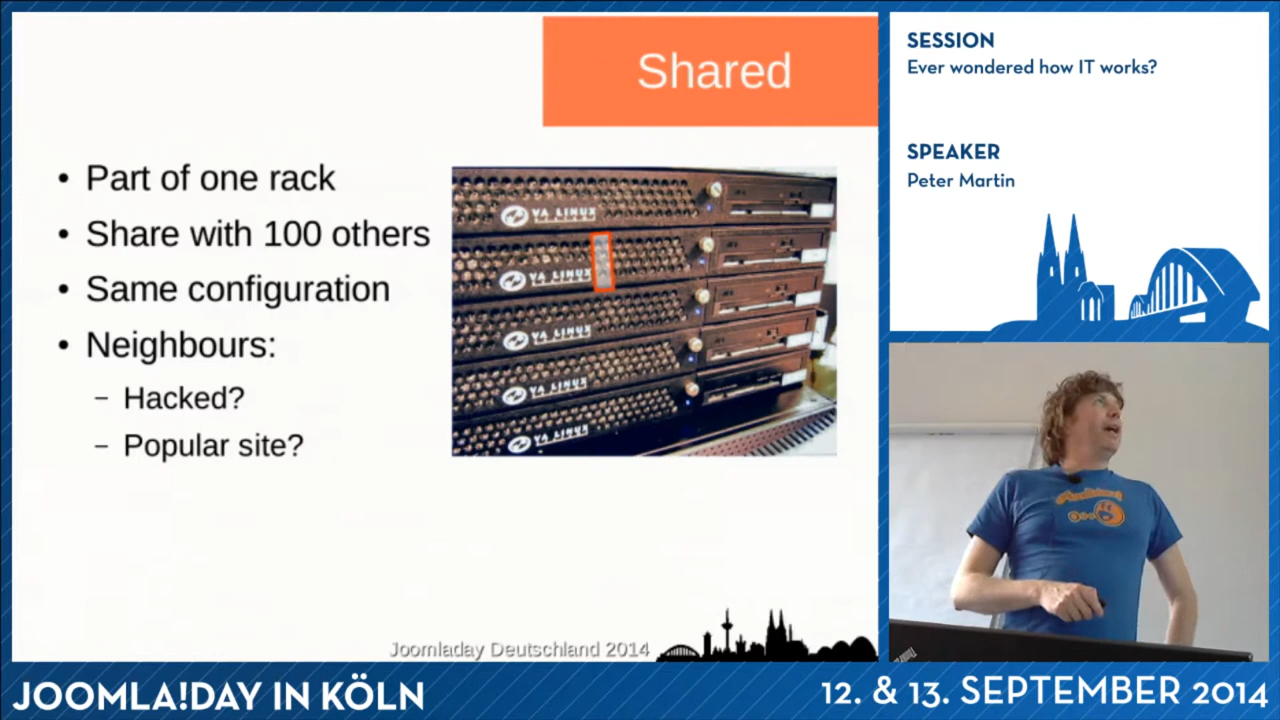 Shared
• Part of one rack
• Share with 100 others
• Same configuration
• Neighbours:
– Hacked?
– Popular site?
VA LINUX
VA LINUX
VA LINUX
VA LINUX
VA LINUX
Joomladay Deutschland 2014
SESSION
Ever wondered how IT works?
SPEAKER
Peter Martin
JOOMLA!DAY IN KÖLN
12. & 13. SEPTEMBER 2014